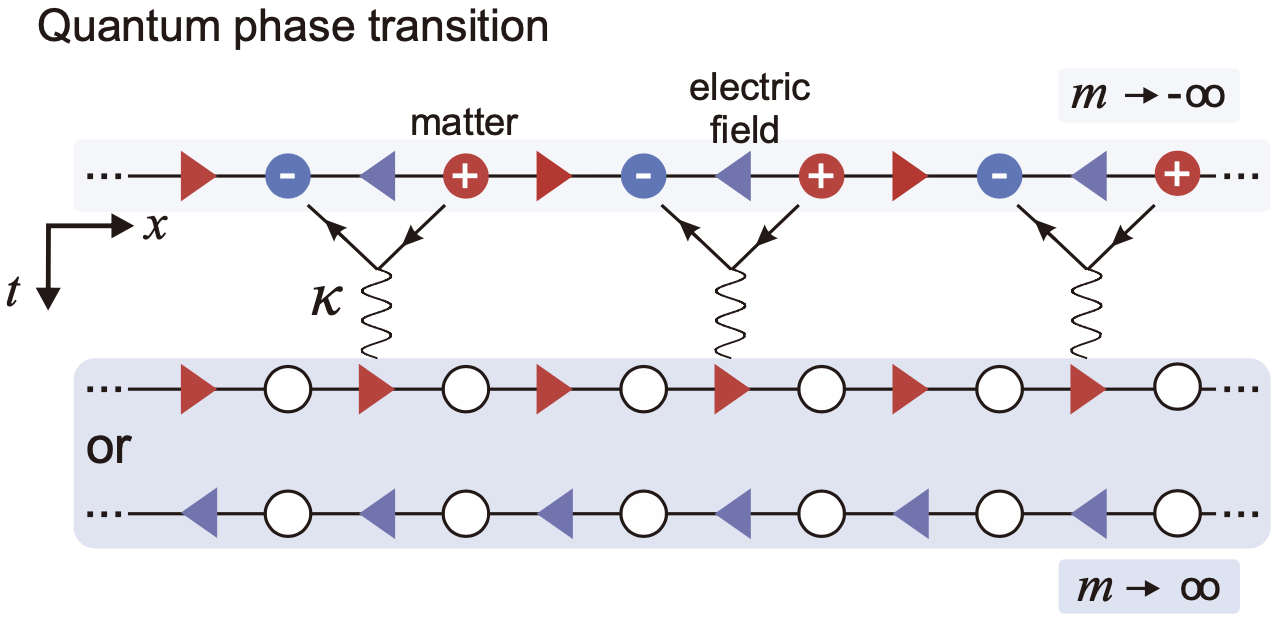 Quantum phase transition
m → -∞
electric
field
matter
... - + - + - + ...
x
t
κ
... ...
or
... ...
m → ∞